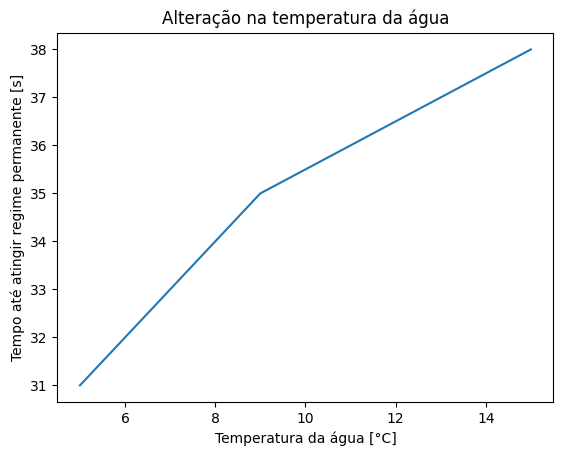 Alteração na temperatura da água
Tempo até atingir regime permanente [s]
38
37
36
35
34
33
32
31
6 8 10 12 14
Temperatura da água [°C]